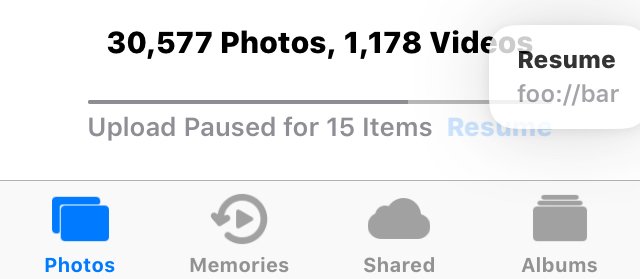 30,577 Photos, 1,178 Videos
Resume
foo://bar
Upload Paused for 15 Items Resume
Photos Memories Shared Albums